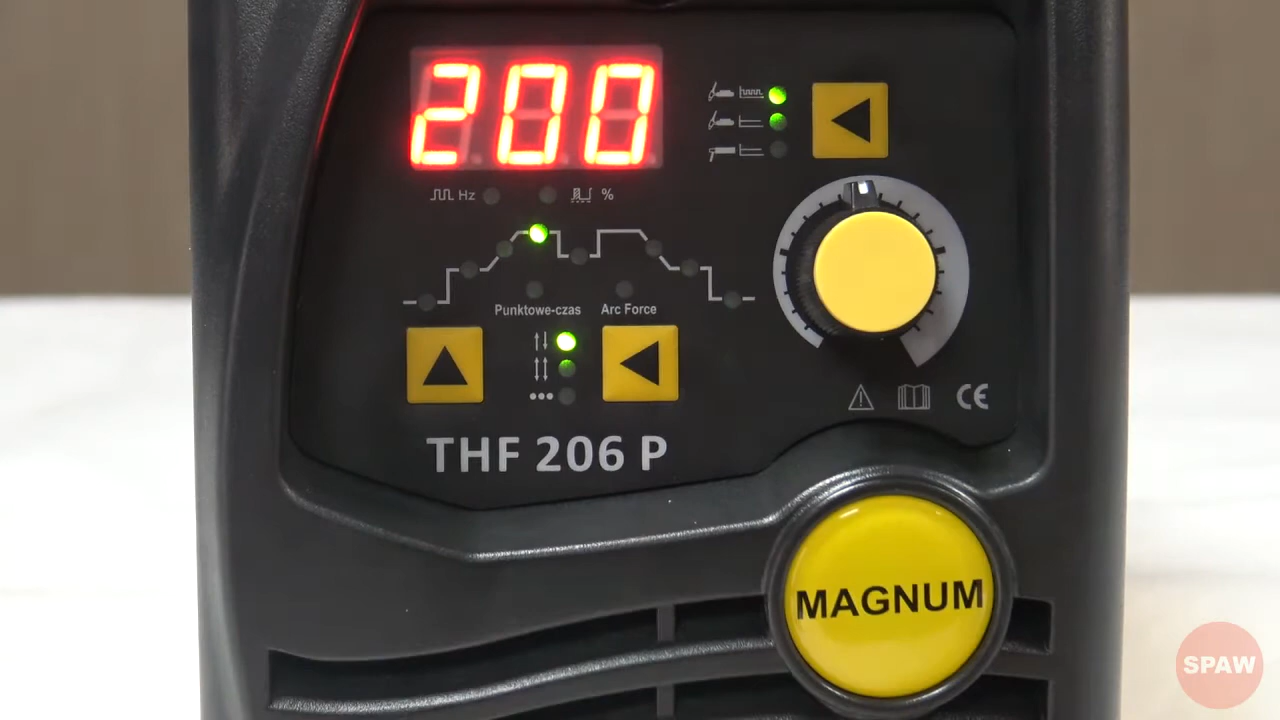 200
Hz
%
Punktowe-czas
Arc Force
THF 206 P
CE
MAGNUM
SPAW